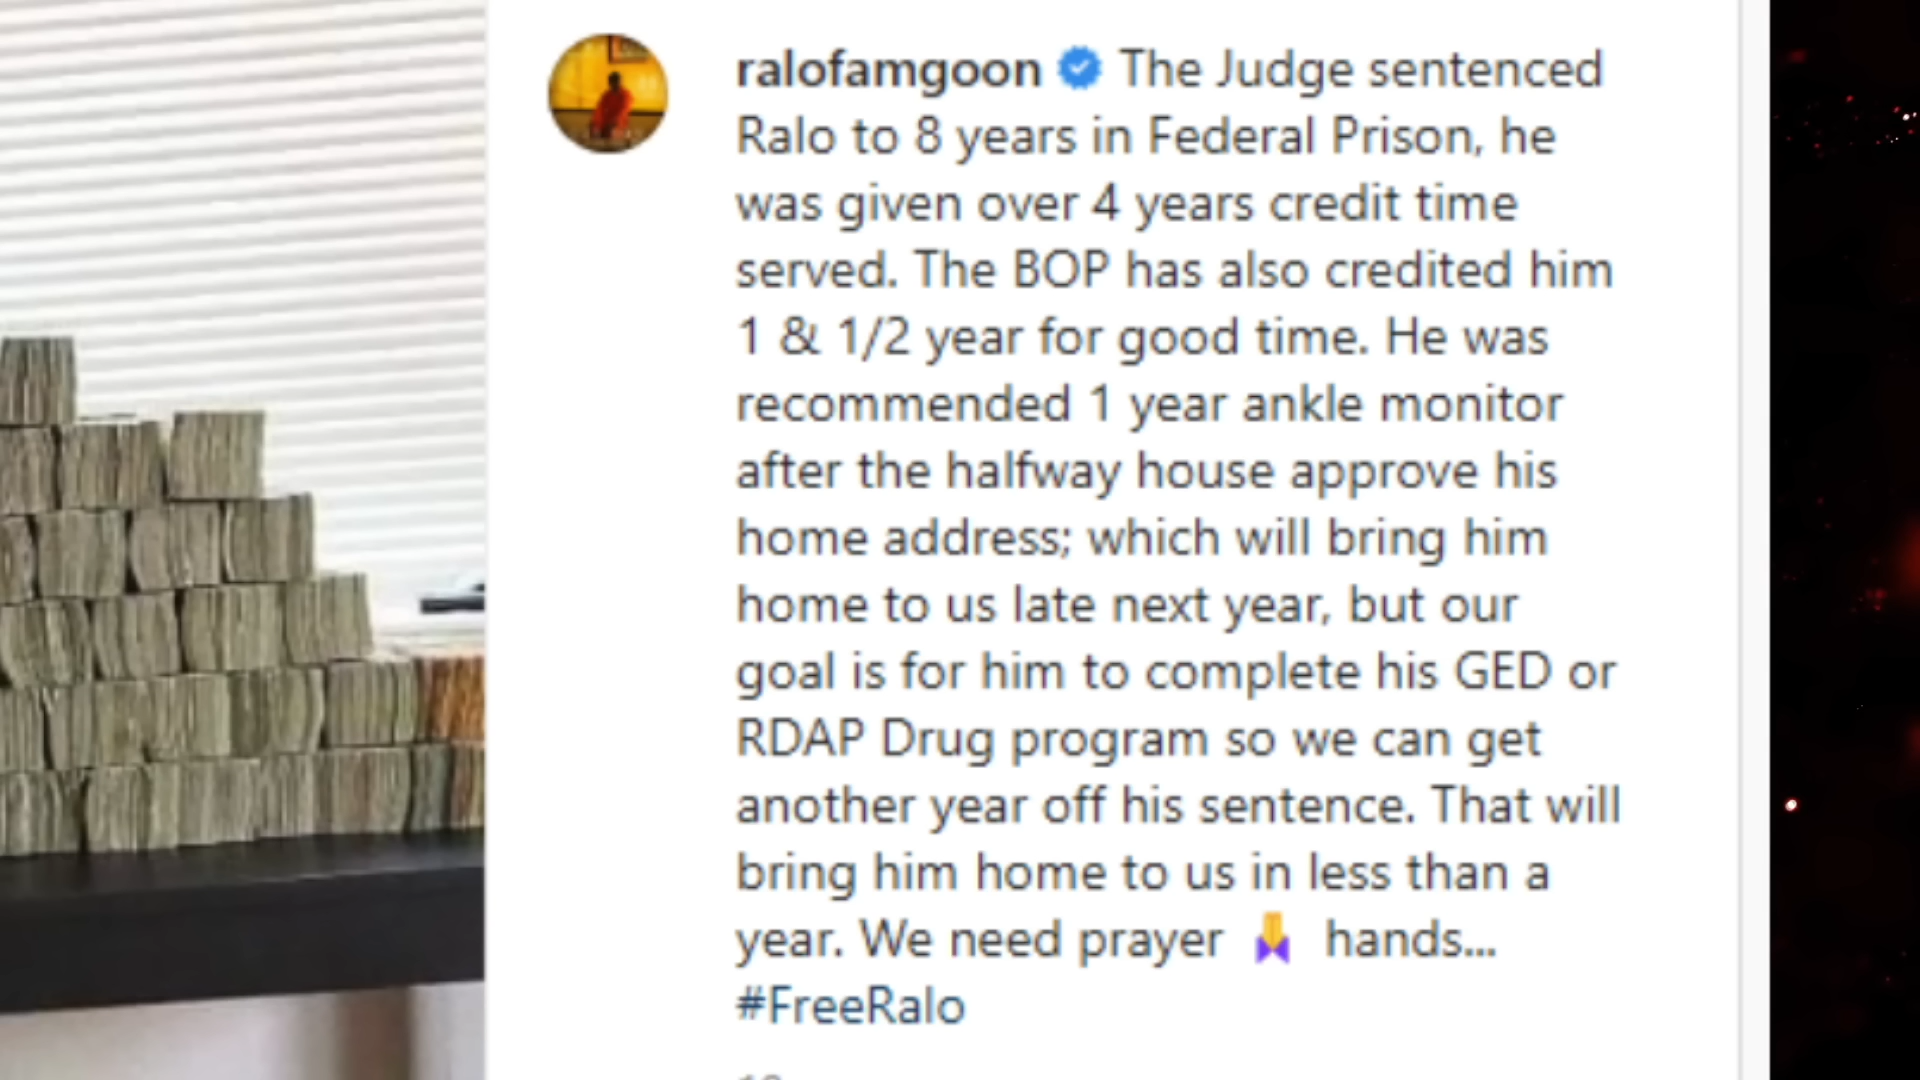 ralofamgoon The Judge sentenced
Ralo to 8 years in Federal Prison, he
was given over 4 years credit time
served. The BOP has also credited him
1 & 1/2 year for good time. He was
recommended 1 year ankle monitor
after the halfway house approve his
home address; which will bring him
home to us late next year, but our
goal is for him to complete his GED or
RDAP Drug program so we can get
another year off his sentence. That will
bring him home to us in less than a
year. We need prayer 🙏 hands...
#FreeRalo